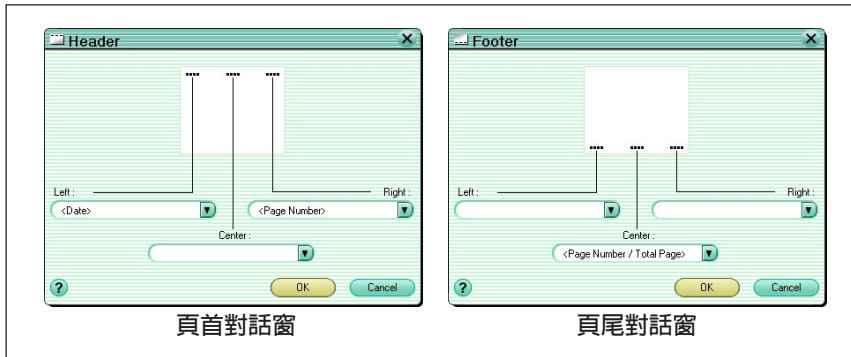 Header
Left :
Right :
<Date>
<Page Number>
Center :
?
OK
Cancel
頁首對話窗
Footer
Left :
Right :
Center :
<Page Number / Total Page>
?
OK
Cancel
頁尾對話窗